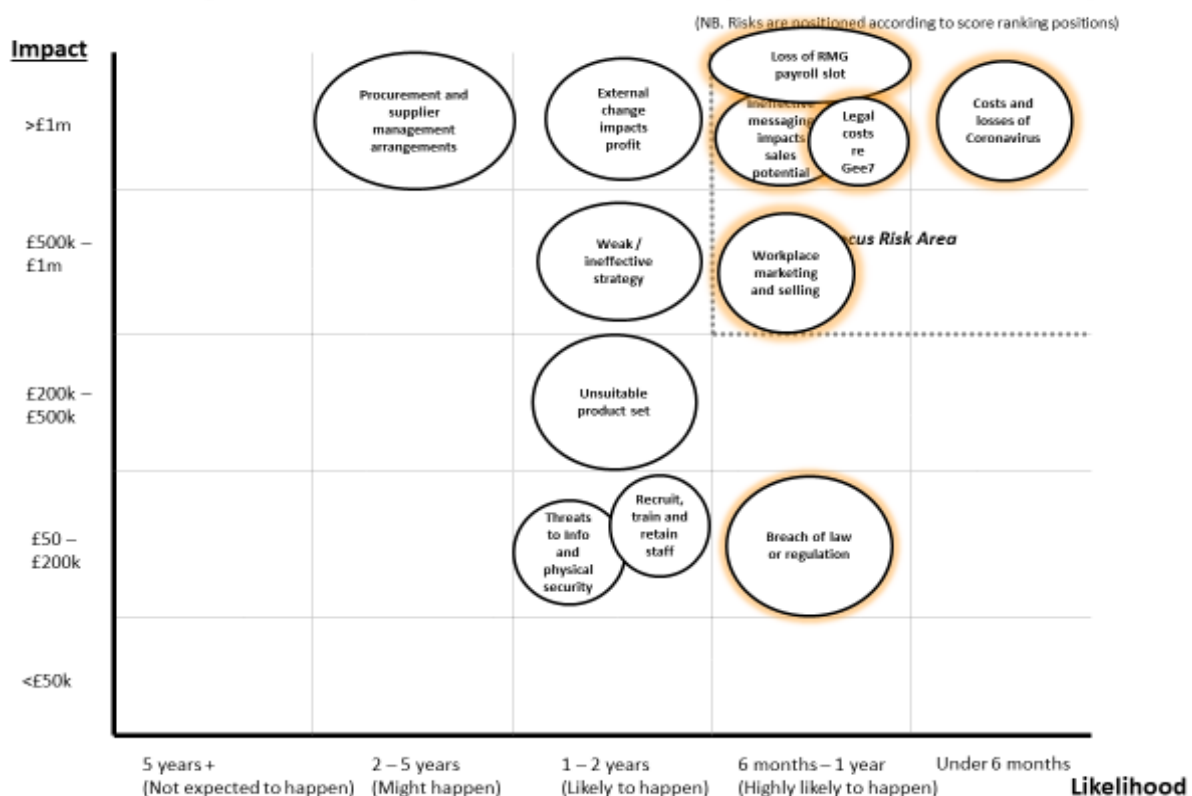 (NB. Risks are positioned according to score ranking positions)
Impact
Loss of RMG
payroll slot
Procurement and
supplier
management
arrangements
External
change
impacts
profit
Ineffective
messaging
impacts
sales
potential
Legal
costs
re
Gee7
Costs and
losses of
Coronavirus
>£1m
£500k –
£1m
Weak /
ineffective
strategy
Workplace
marketing
and selling
ocus Risk Area
£200k –
£500k
Unsuitable
product set
£50 –
£200k
Threats
to Info
and
physical
security
Recruit,
train and
retain
staff
Breach of law
or regulation
<£50k
5 years +
(Not expected to happen)
2 – 5 years
(Might happen)
1 – 2 years
(Likely to happen)
6 months – 1 year
(Highly likely to happen)
Under 6 months
Likelihood